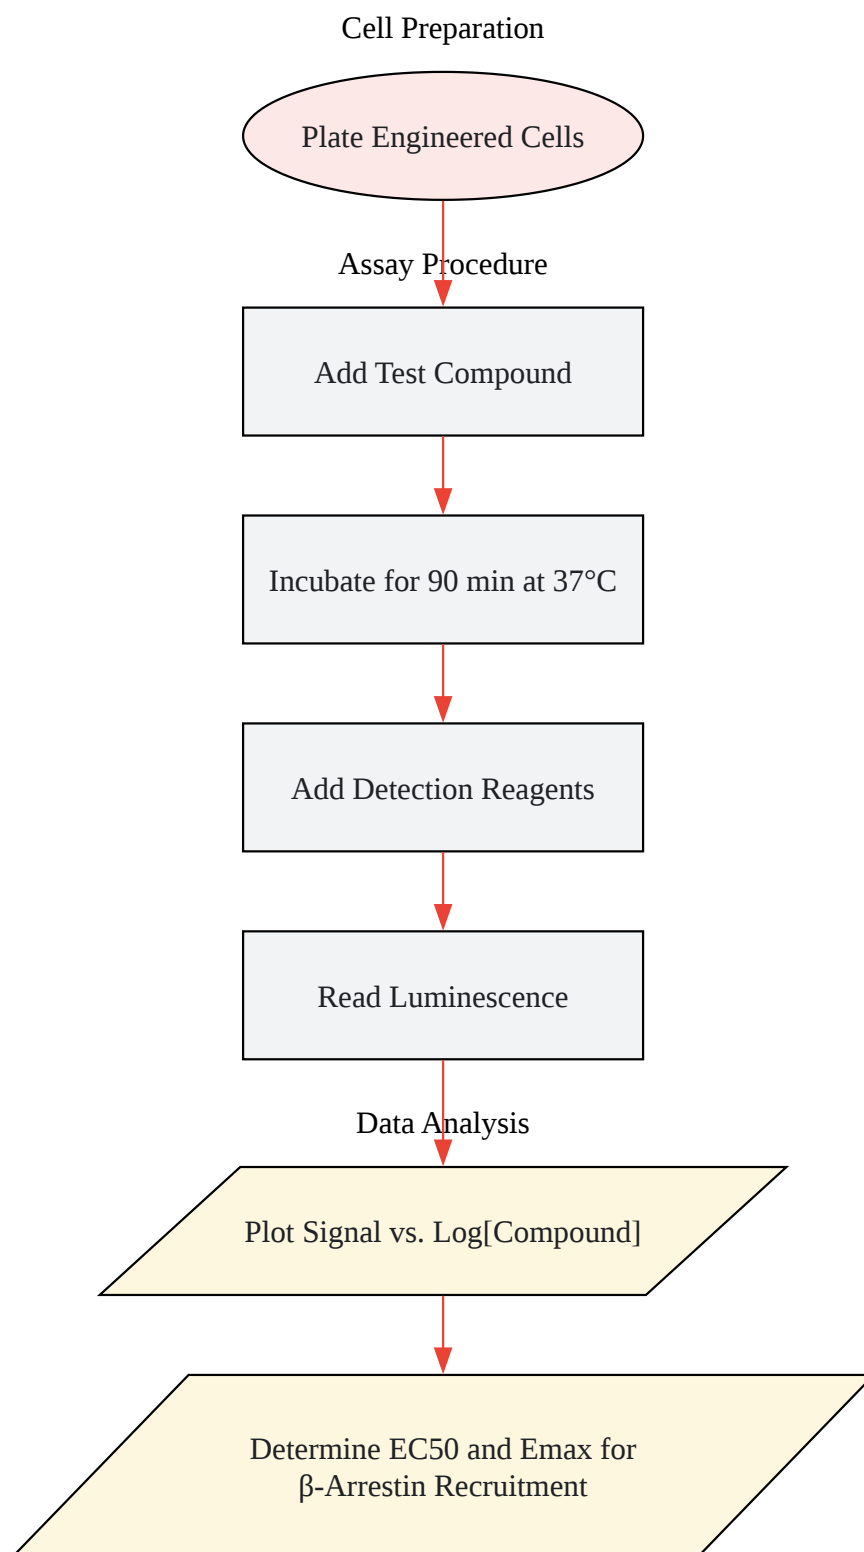 Cell Preparation
Plate Engineered Cells
Assay Procedure
Add Test Compound
Incubate for 90 min at 37°C
Add Detection Reagents
Read Luminescence
Data Analysis
Plot Signal vs. Log[Compound]
Determine EC50 and Emax for
β-Arrestin Recruitment